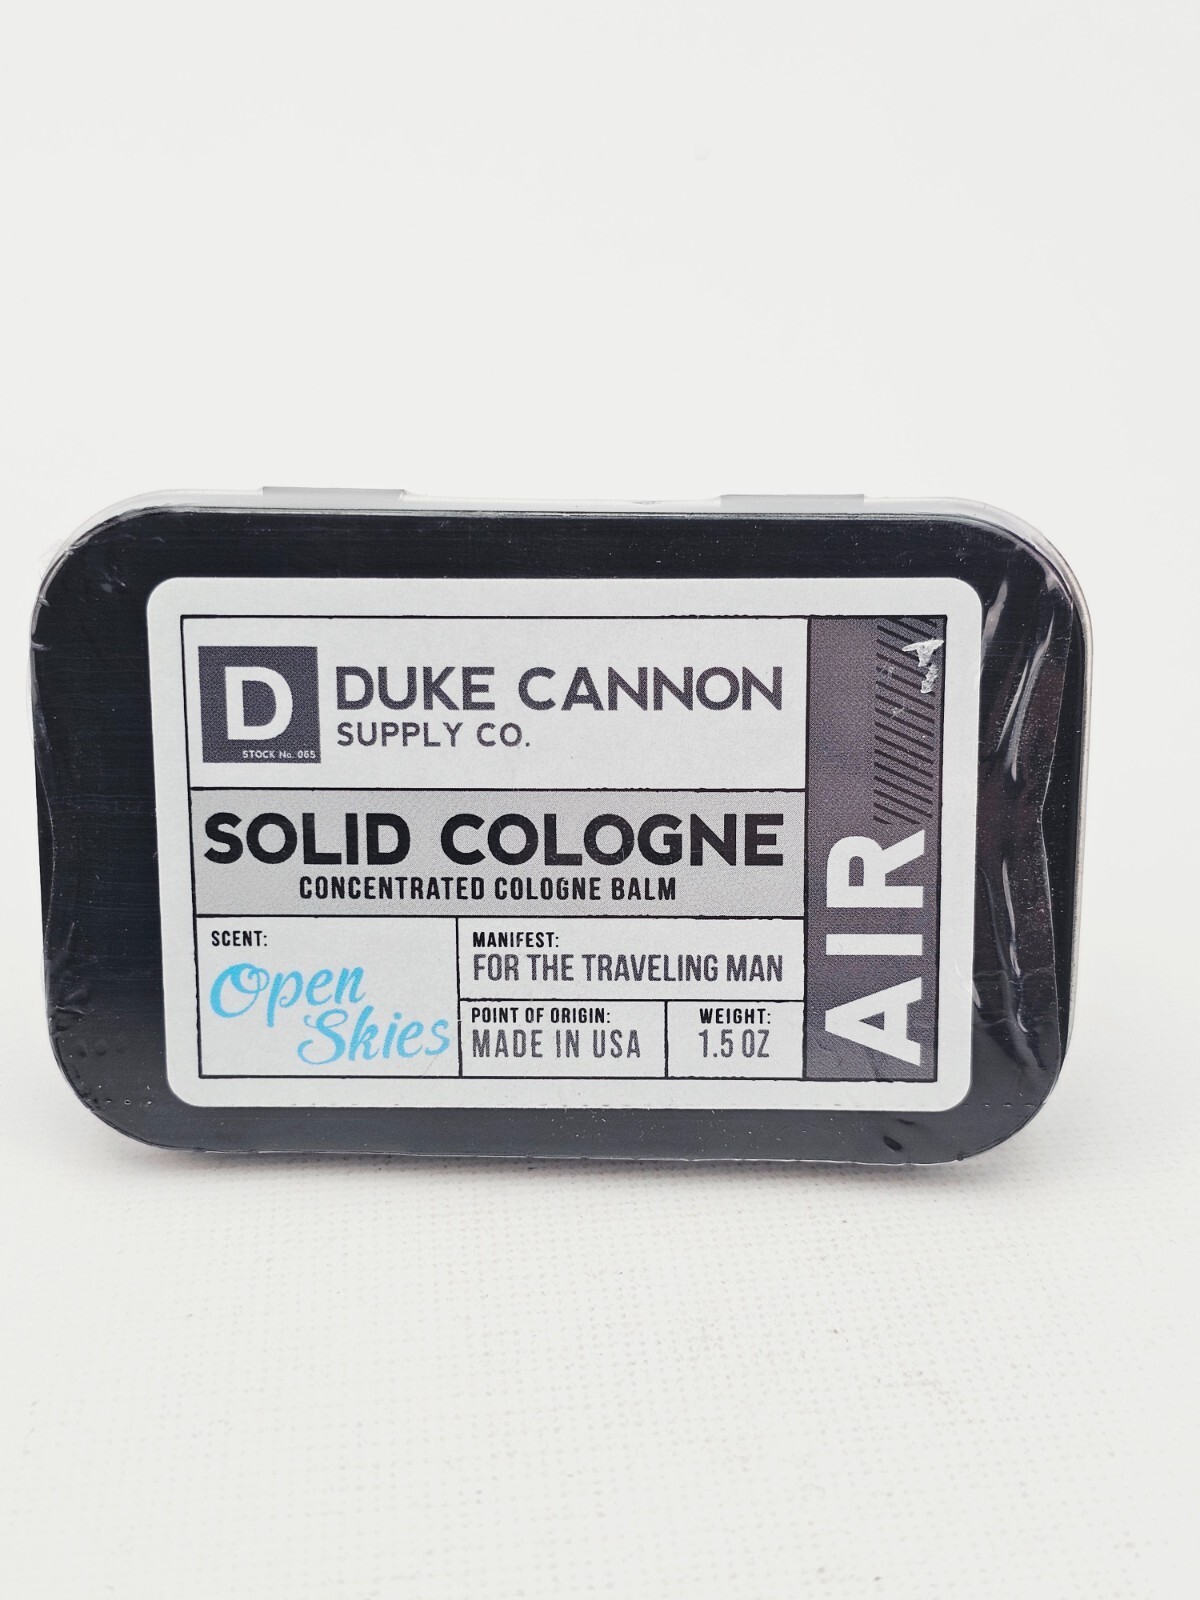 D
STOCK No. 065
DUKE CANNON
SUPPLY CO.
SOLID COLOGNE
CONCENTRATED COLOGNE BALM
SCENT:
Open
Skies
MANIFEST:
FOR THE TRAVELING MAN
POINT OF ORIGIN:
MADE IN USA
WEIGHT:
1.5 OZ
AIR